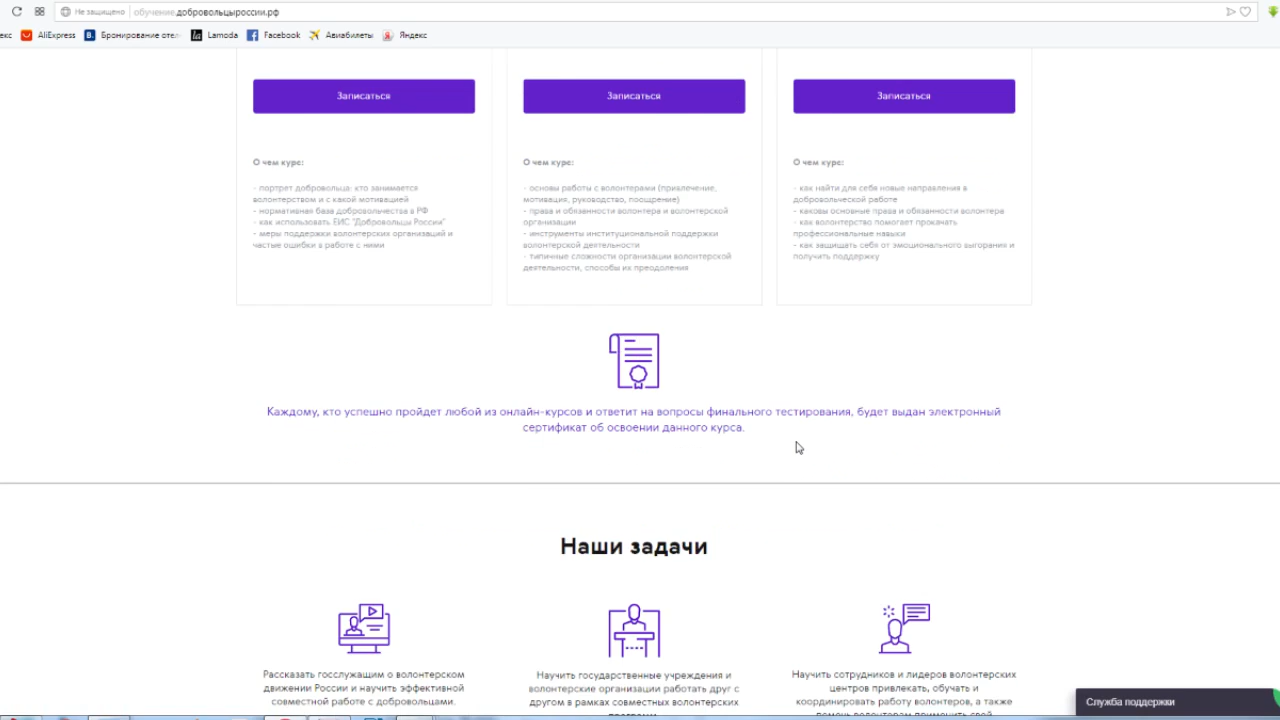 Не защищено обучение.добровольцыроссии.рф
екс AliExpress B. Бронирование отел la Lamoda Facebook Авиабилеты Яндекс
Записаться
Записаться
Записаться
О чем курс:
- портрет добровольца: кто занимается
волонтерством и с какой мотивацией
- нормативная база добровольчества в РФ
- как использовать ЕИС "Добровольцы России"
- меры поддержки волонтерских организаций и
частые ошибки в работе с ними
О чем курс:
- основы работы с волонтерами (привлечение,
мотивация, руководство, поощрение)
- права и обязанности волонтера и волонтерской
организации
- инструменты институциональной поддержки
волонтерской деятельности
- типичные сложности организации волонтерской
деятельности, способы их преодоления
О чем курс:
- как найти для себя новые направления в
добровольческой работе
- каковы основные права и обязанности волонтера
- как волонтерство помогает прокачать
профессиональные навыки
- как защищать себя от эмоционального выгорания и
получить поддержку
Каждому, кто успешно пройдет любой из онлайн-курсов и ответит на вопросы финального тестирования, будет выдан электронный
сертификат об освоении данного курса.
Наши задачи
Рассказать госслужащим о волонтерском
движении России и научить эффективной
совместной работе с добровольцами.
Научить государственные учреждения и
волонтерские организации работать друг с
другом в рамках совместных волонтерских
программ
Научить сотрудников и лидеров волонтерских
центров привлекать, обучать и
координировать работу волонтеров, а также
помочь волонтерам применить свой
Служба поддержки